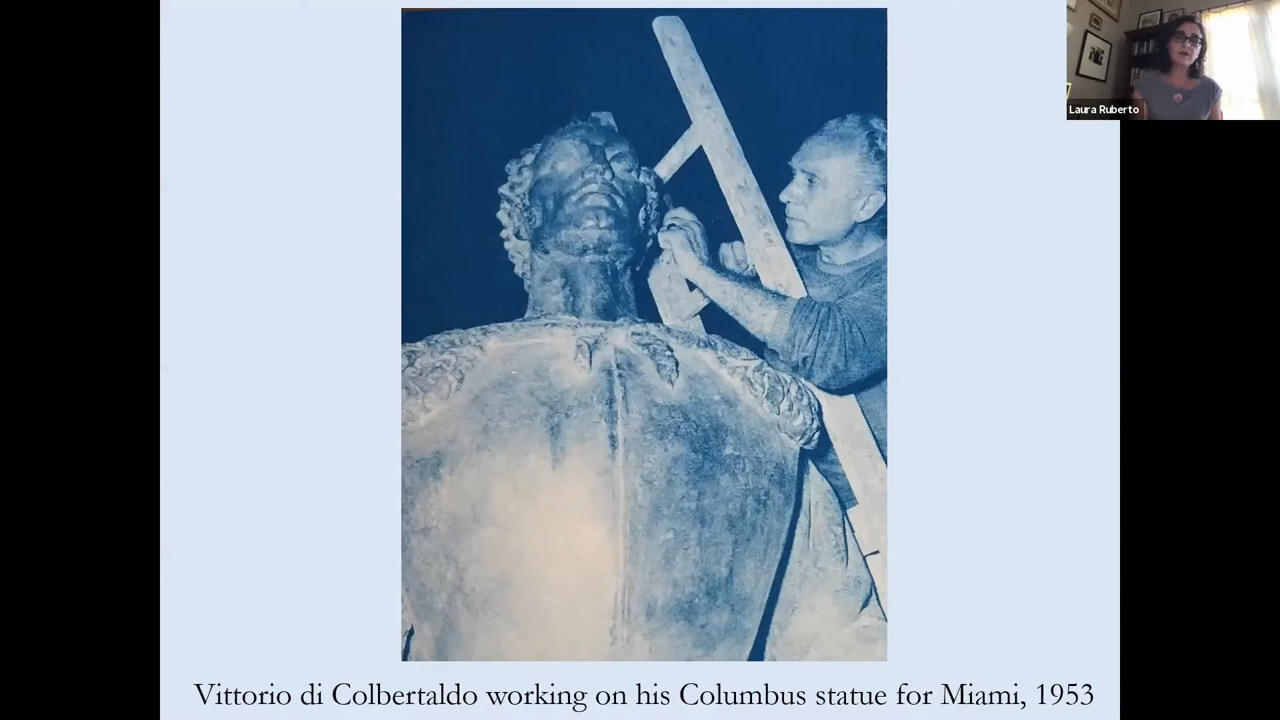 Laura Ruberto
Vittorio di Colbertaldo working on his Columbus statue for Miami, 1953